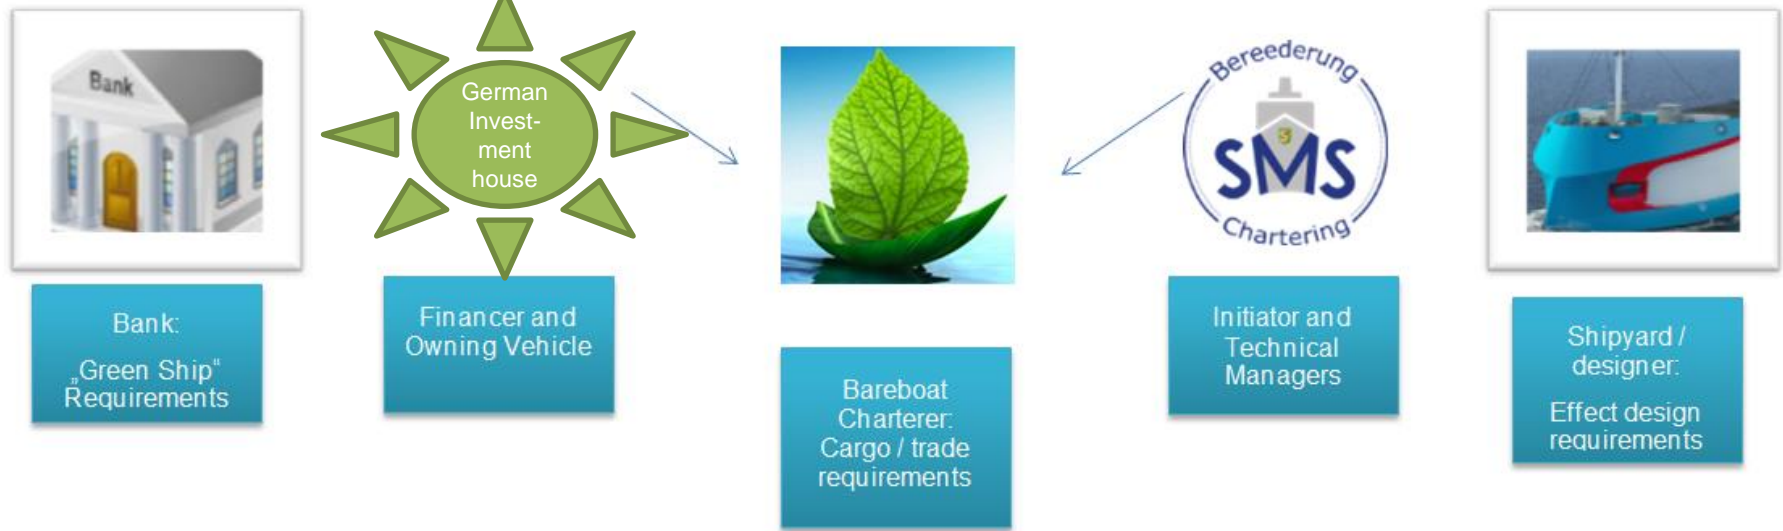 Bank
German
Invest-
ment
house
Bereederung
SMS
Chartering
Bank:
„Green Ship“
Requirements
Financer and
Owning Vehicle
Bareboat
Charterer:
Cargo / trade
requirements
Initiator and
Technical
Managers
Shipyard /
designer:
Effect design
requirements